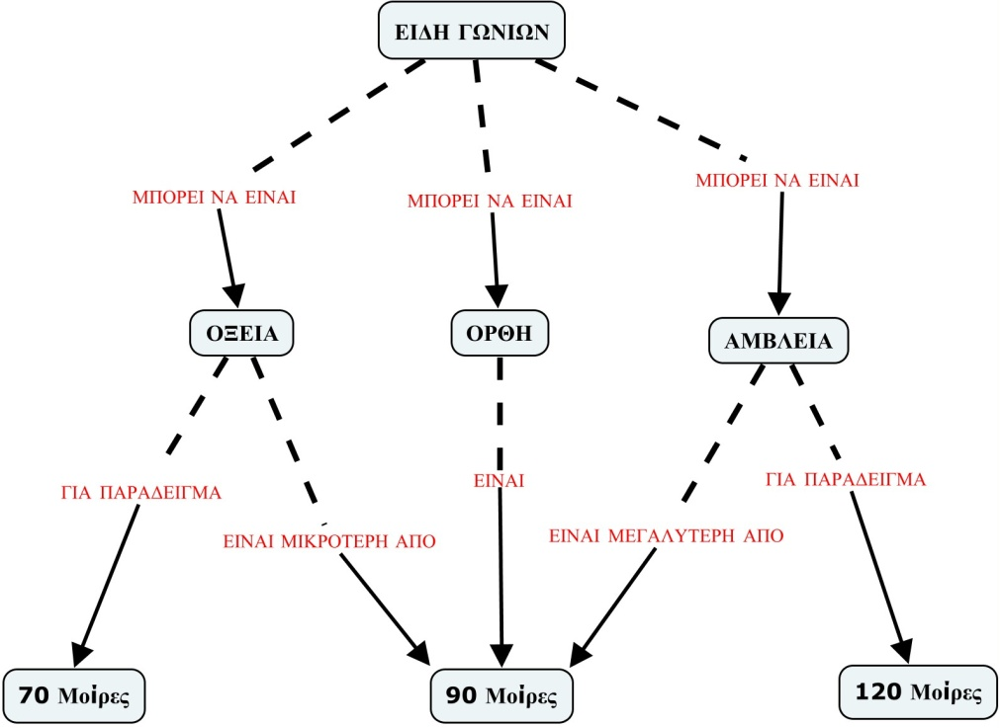 ΕΙΔΗ ΓΩΝΙΩΝ
ΜΠΟΡΕΙ ΝΑ ΕΙΝΑΙ
ΜΠΟΡΕΙ ΝΑ ΕΙΝΑΙ
ΜΠΟΡΕΙ ΝΑ ΕΙΝΑΙ
ΟΞΕΙΑ
ΟΡΘΗ
ΑΜΒΛΕΙΑ
ΓΙΑ ΠΑΡΑΔΕΙΓΜΑ
ΕΙΝΑΙ ΜΙΚΡΟΤΕΡΗ ΑΠΟ
ΕΙΝΑΙ
ΕΙΝΑΙ ΜΕΓΑΛΥΤΕΡΗ ΑΠΟ
ΓΙΑ ΠΑΡΑΔΕΙΓΜΑ
70 Μοίρες
90 Μοίρες
120 Μοίρες